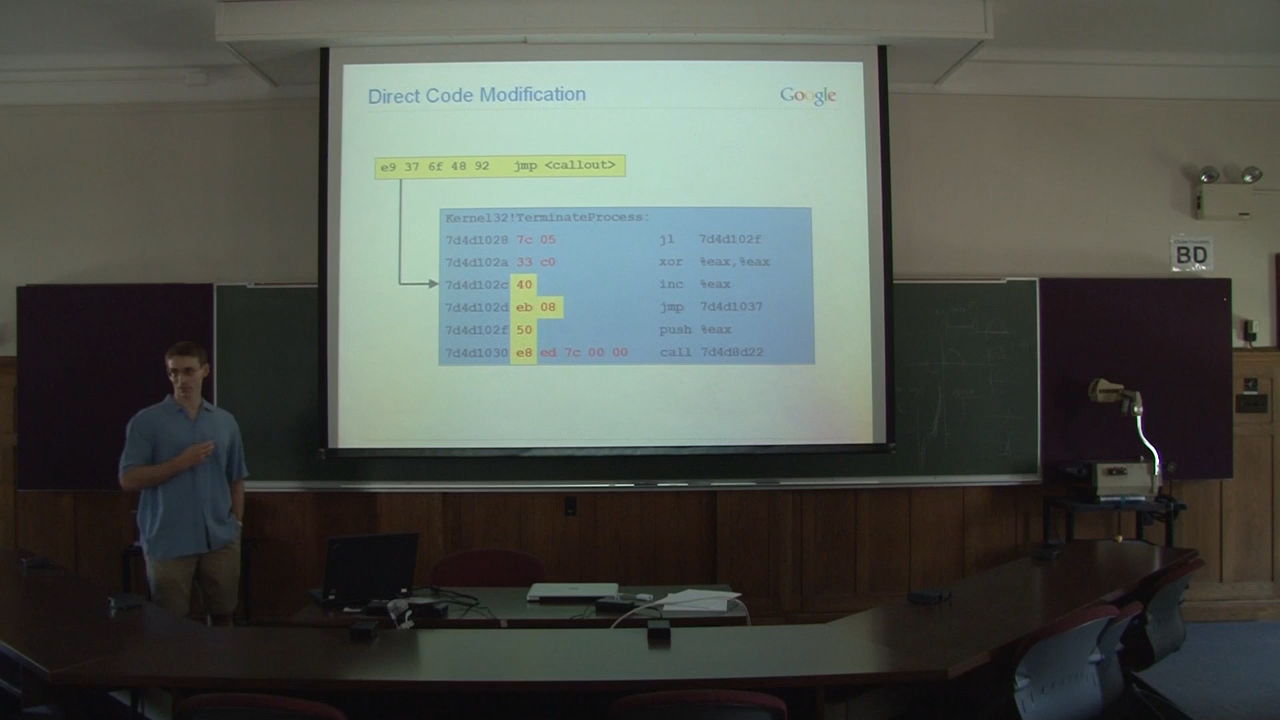 Direct Code Modification
Google
e9 37 6f 48 92 jmp <callout>
Kernel32!TerminateProcess:
7d4d1028 7c 05 jl 7d4d102f
7d4d102a 33 c0 xor %eax,%eax
7d4d102c 40 inc %eax
7d4d102d eb 08 jmp 7d4d1037
7d4d102f 50 push %eax
7d4d1030 e8 ed 7c 00 00 call 7d4d8d22
BD